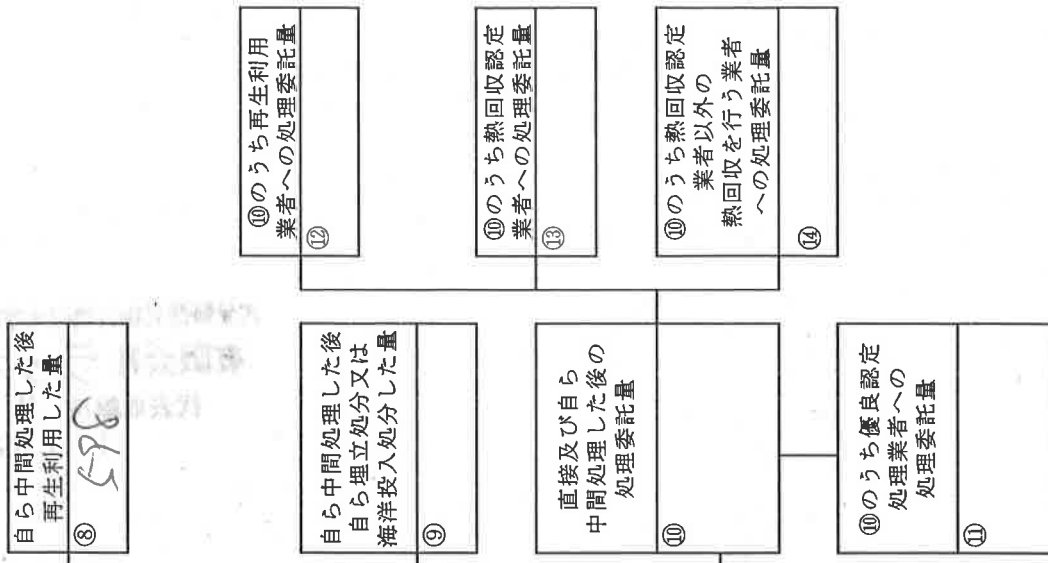 自ら中間処理した後
再生利用した量
⑧
自ら中間処理した後
自ら埋立処分又は
海洋投入処分した量
⑨
直接及び自ら
中間処理した後の
処理委託量
⑩
⑩のうち優良認定
処理業者への
処理委託量
⑪
⑩のうち再生利用
業者への処理委託量
⑫
⑩のうち熱回収認定
業者への処理委託量
⑬
⑩のうち熱回収認定
業者以外の
熱回収を行う業者
への処理委託量
⑭